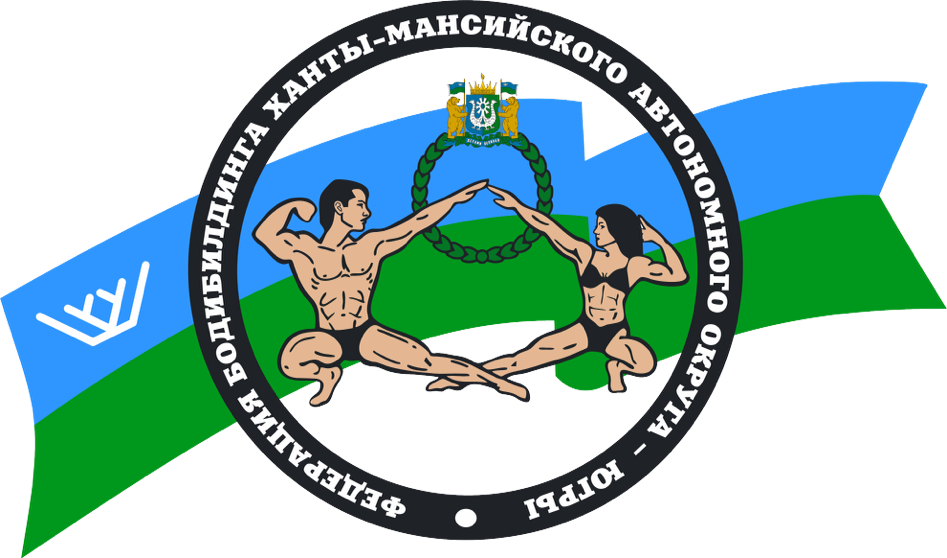 ФЕДЕРАЦИЯ БОДИБИЛДИНГА ХАНТЫ-МАНСИЙСКОГО АВТОНОМНОГО ОКРУГА – ЮГРЫ